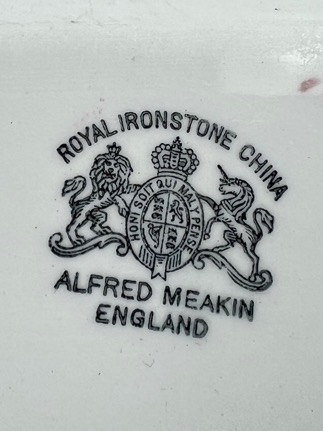 ROYAL IRONSTONE CHINA
HONI SOIT QUI MAL Y PENSE
ALFRED MEAKIN
ENGLAND